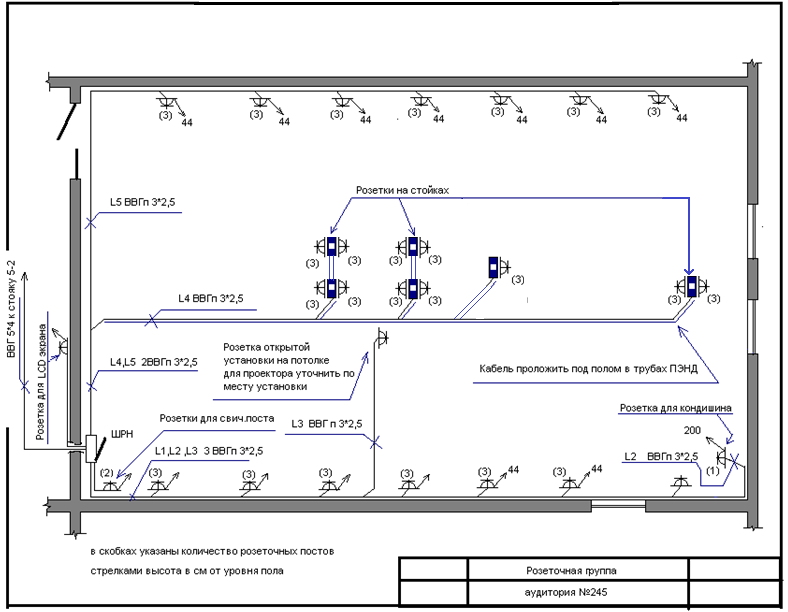 (3) 44 (3) 44 (3) 44 (3) 44 (3) 44 (3) 44 (3) 44
Розетки на стойках
L5 ВВГп 3*2,5
(3) (3) (3) (3)
(3)
(3) (3) (3) (3)
(3) (3)
L4 ВВГп 3*2,5
ВВГ 5*4 к стояку 5-2
Розетка для LCD экрана
Розетка открытой
установки на потолке
для проектора уточнить по
месту установки
L4,L5 2ВВГп 3*2,5
Кабель проложить под полом в трубах ПЭНД
Розетка для кондишина
Розетки для свич.поста
ШРН
L3 ВВГ п 3*2,5
200
L1,L2 ,L3 3 ВВГп 3*2,5
L2 ВВГп 3*2,5
(1)
(2) (3) (3) (3) (3) (3) 44 (3) 44
в скобках указаны количество розеточных постов
стрелками высота в см от уровня пола
Розеточная группа
аудитория №245